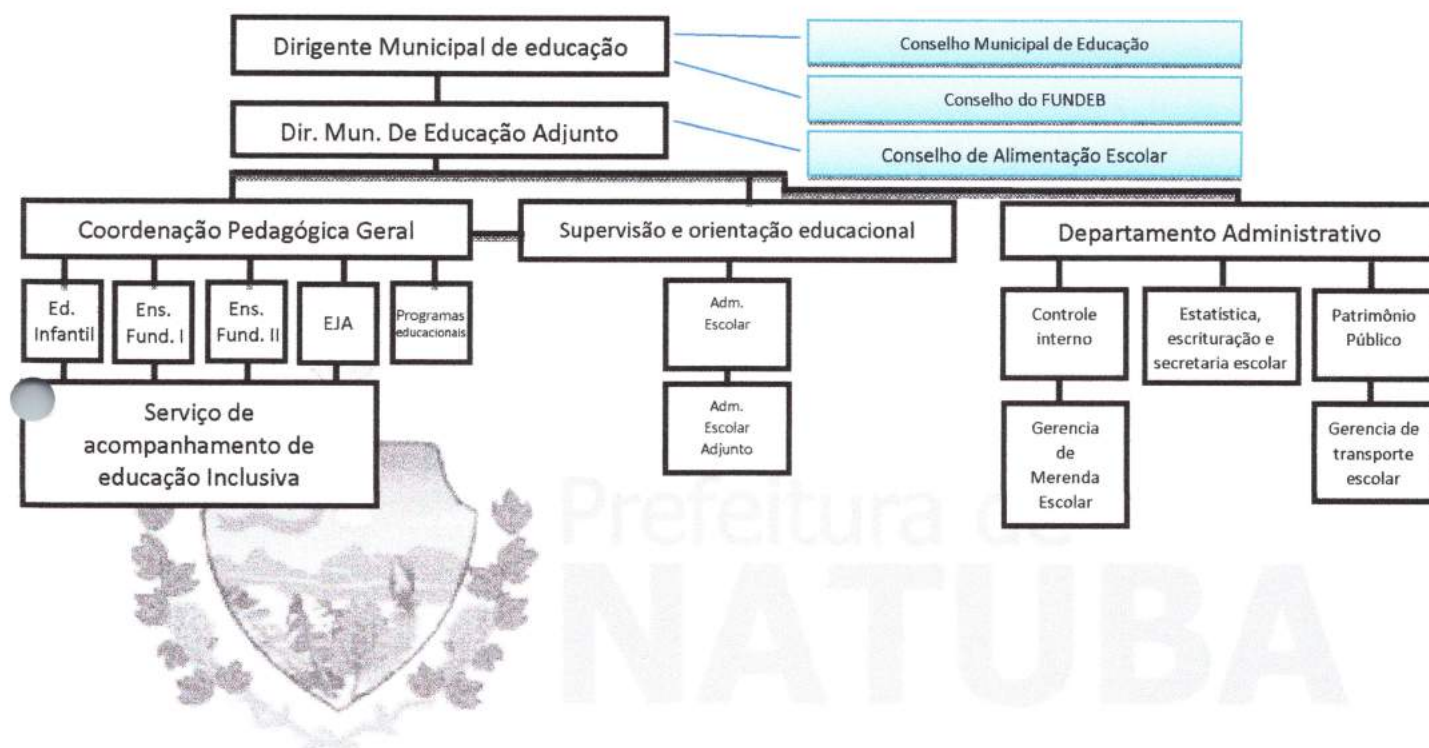 Dirigente Municipal de educação
Conselho Municipal de Educação
Conselho do FUNDEB
Dir. Mun. De Educação Adjunto
Conselho de Alimentação Escolar
Coordenação Pedagógica Geral
Supervisão e orientação educacional
Departamento Administrativo
Ed.
Infantil
Ens.
Fund. I
Ens.
Fund. II
EJA
Programas
educacionais
Adm.
Escolar
Controle
interno
Estatística,
escrituração e
secretaria escolar
Patrimônio
Público
Serviço de
acompanhamento de
educação Inclusiva
Adm.
Escolar
Adjunto
Gerencia
de
Merenda
Escolar
Gerencia de
transporte
escolar
Prefeitura de
NATUBA